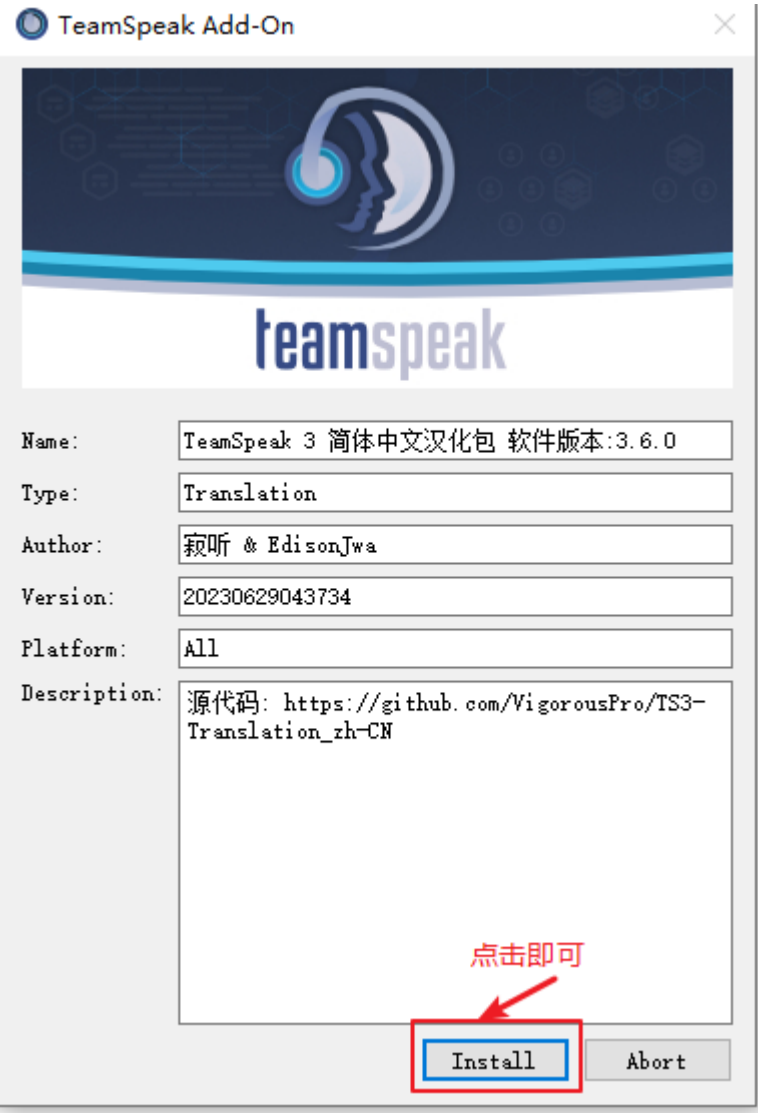 TeamSpeak Add-On
teamspeak
Name: TeamSpeak 3 简体中文汉化包 软件版本:3.6.0
Type: Translation
Author: 寂听 & EdisonJwa
Version: 20230629043734
Platform: All
Description: 源代码: https://github.com/VigorousPro/TS3-
Translation_zh-CN
点击即可
Install Abort